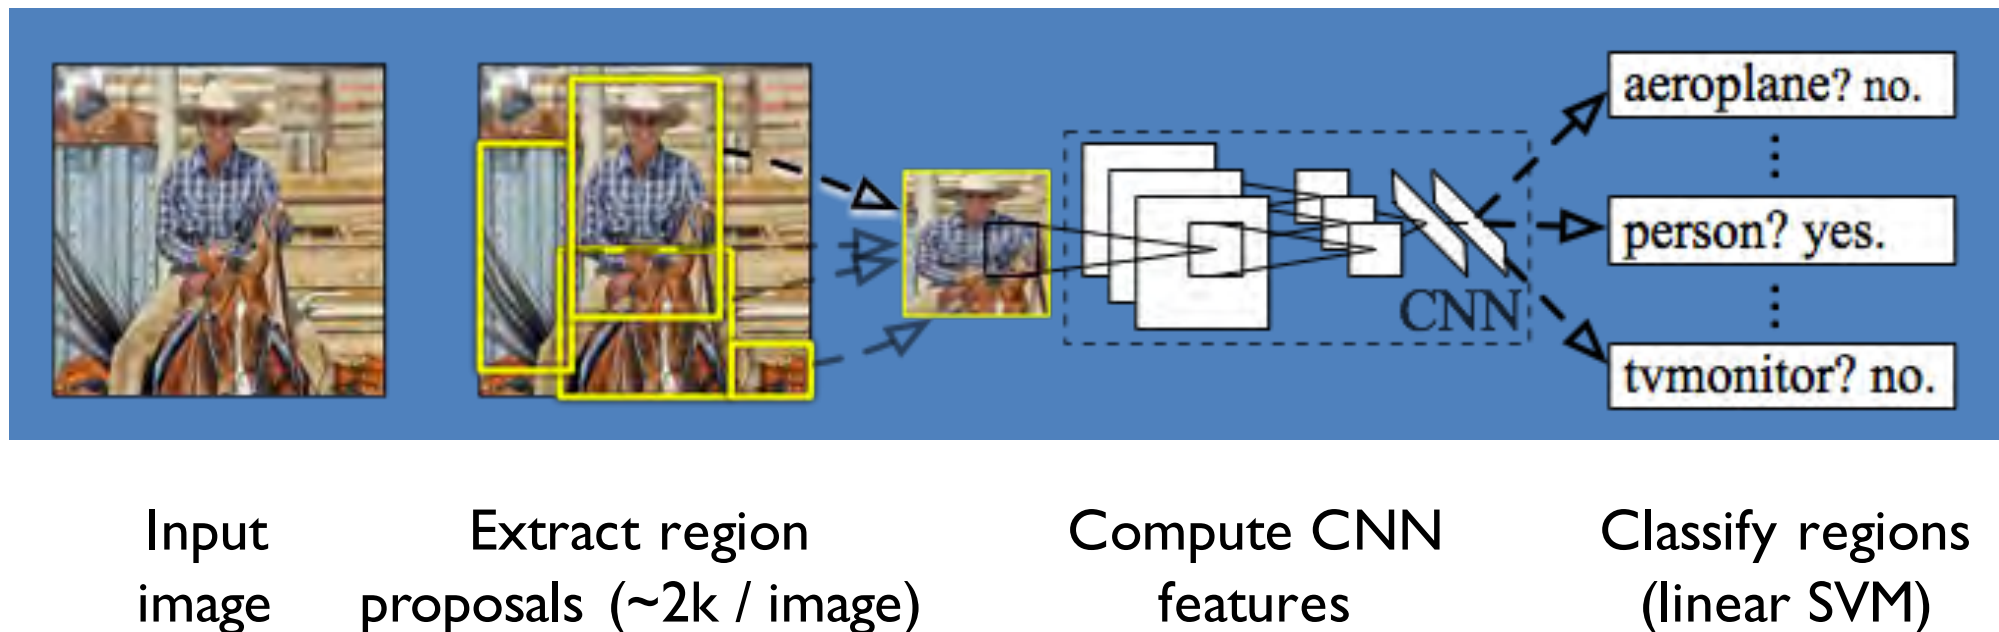 aeroplane? no.
person? yes.
CNN
tvmonitor? no.
Input
image
Extract region
proposals (~2k / image)
Compute CNN
features
Classify regions
(linear SVM)